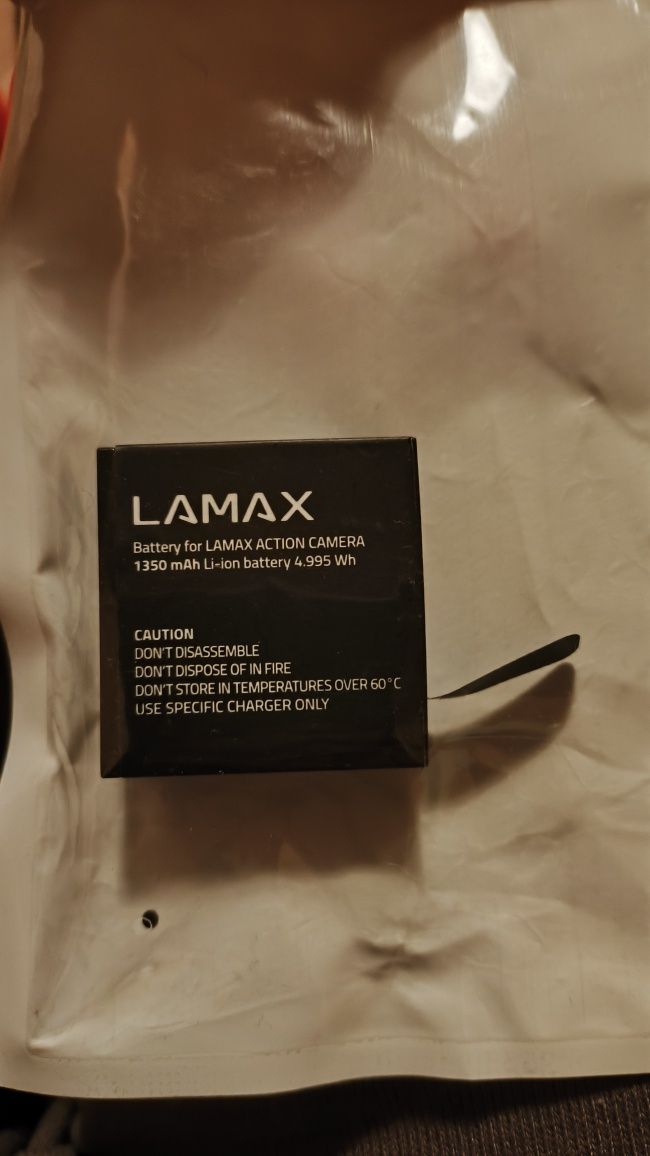 LAMAX
Battery for LAMAX ACTION CAMERA
1350 mAh Li-ion battery 4.995 Wh
CAUTION
DON'T DISASSEMBLE
DON'T DISPOSE OF IN FIRE
DON'T STORE IN TEMPERATURES OVER 60°C
USE SPECIFIC CHARGER ONLY